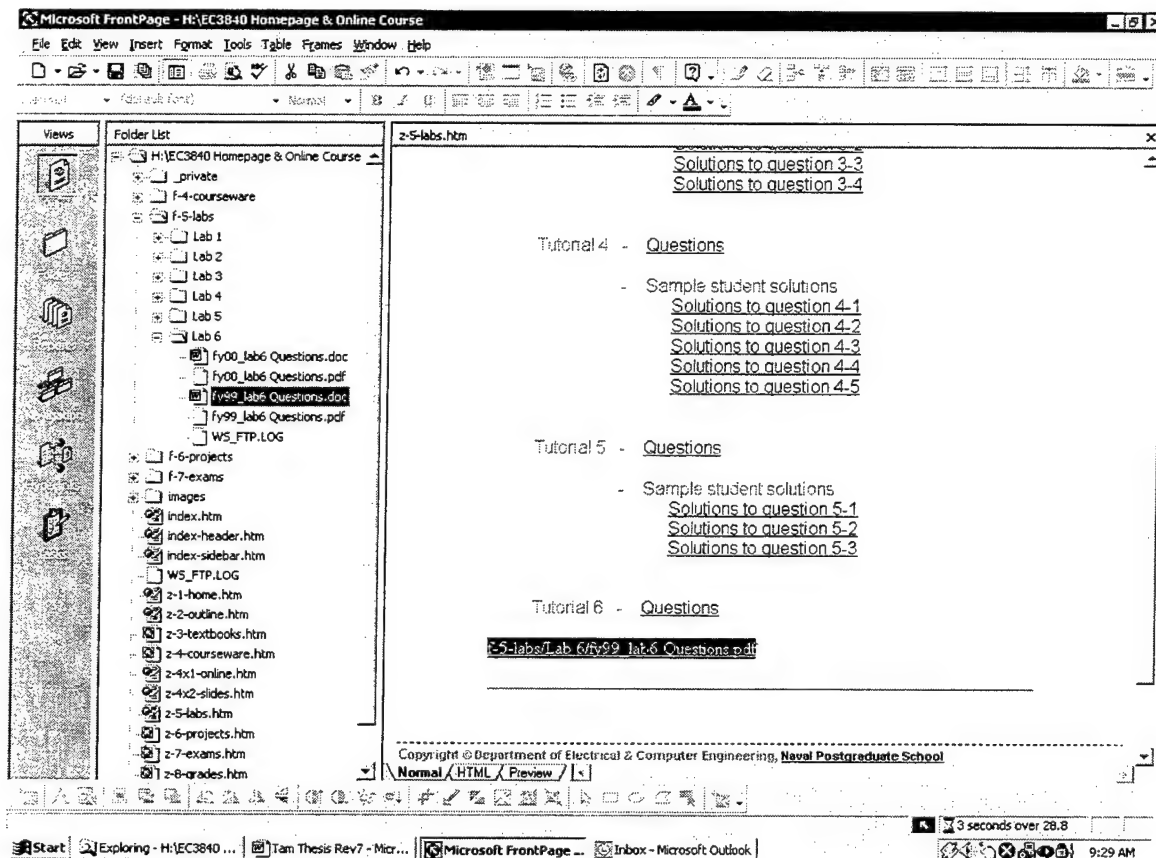 Microsoft FrontPage - H:\EC3840 Homepage & Online Course
File Edit View Insert Format Tools Table Frames Window Help
(default font)
Normal
B I U
A
Views
Folder List
z-5-labs.htm
H:\EC3840 Homepage & Online Course
_private
f-4-courseware
f-5-labs
Lab 1
Lab 2
Lab 3
Lab 4
Lab 5
Lab 6
fy00_lab6 Questions.doc
fy00_lab6 Questions.pdf
fy99_lab6 Questions.doc
fy99_lab6 Questions.pdf
WS_FTP.LOG
f-6-projects
f-7-exams
images
index.htm
index-header.htm
index-sidebar.htm
WS_FTP.LOG
z-1-home.htm
z-2-outline.htm
z-3-textbooks.htm
z-4-courseware.htm
z-4x1-online.htm
z-4x2-slides.htm
z-5-labs.htm
z-6-projects.htm
z-7-exams.htm
z-8-grades.htm
Solutions to question 3-3
Solutions to question 3-4
Tutorial 4 - Questions
- Sample student solutions
Solutions to question 4-1
Solutions to question 4-2
Solutions to question 4-3
Solutions to question 4-4
Solutions to question 4-5
Tutorial 5 - Questions
- Sample student solutions
Solutions to question 5-1
Solutions to question 5-2
Solutions to question 5-3
Tutorial 6 - Questions
f-5-labs/Lab 6/fy99_lab6 Questions.pdf
Copyright © Department of Electrical & Computer Engineering, Naval Postgraduate School
Normal HTML Preview
3 seconds over 28.8
Start
Exploring - H:\EC3840 ...
Tam Thesis Rev7 - Micr...
Microsoft FrontPage ...
Inbox - Microsoft Outlook
9:29 AM